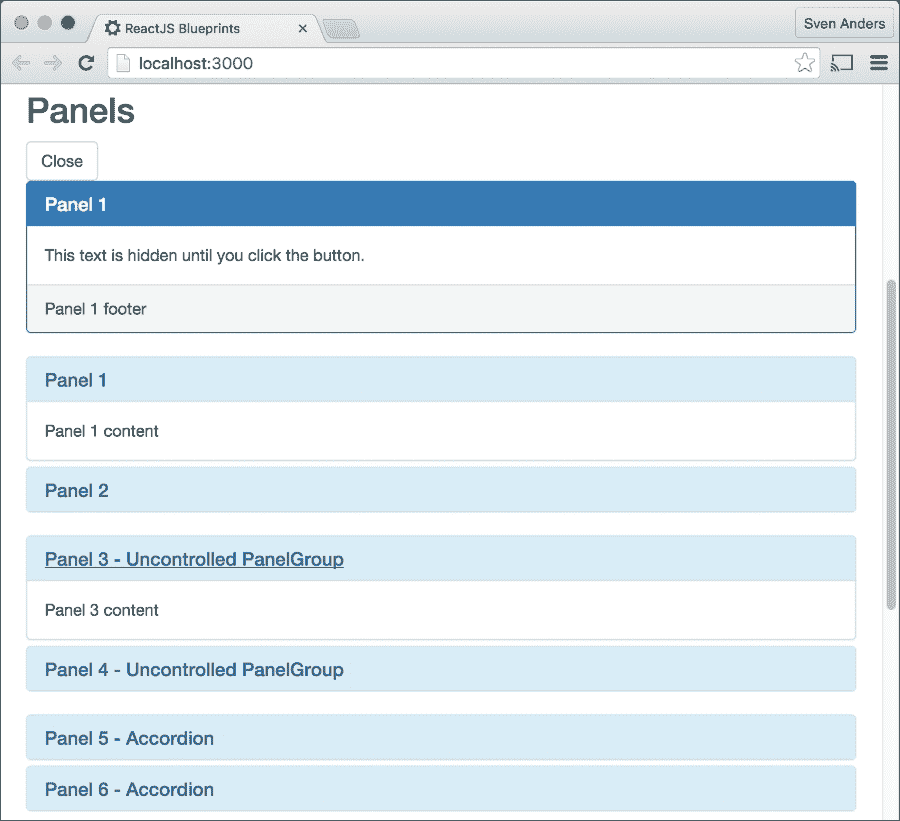 ReactJS Blueprints
Sven Anders
localhost:3000
Panels
Close
Panel 1
This text is hidden until you click the button.
Panel 1 footer
Panel 1
Panel 1 content
Panel 2
Panel 3 - Uncontrolled PanelGroup
Panel 3 content
Panel 4 - Uncontrolled PanelGroup
Panel 5 - Accordion
Panel 6 - Accordion